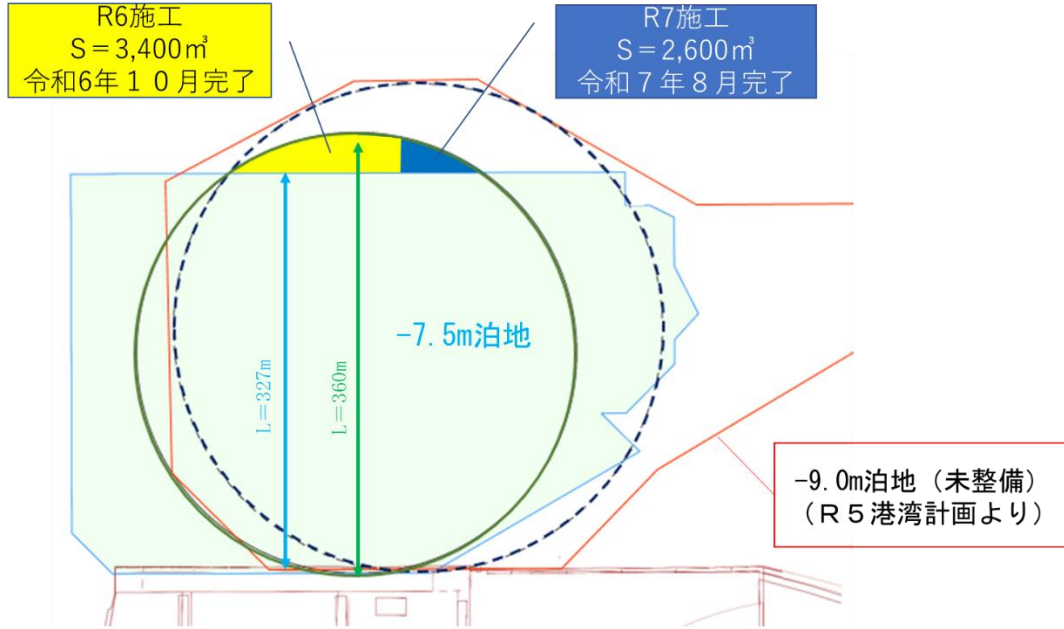 R6施工
S＝3,400㎥
令和6年１０月完了
R7施工
S＝2,600㎥
令和７年８月完了
-7.5m泊地
L＝327m
L＝360m
-9.0m泊地（未整備）
（Ｒ５港湾計画より）